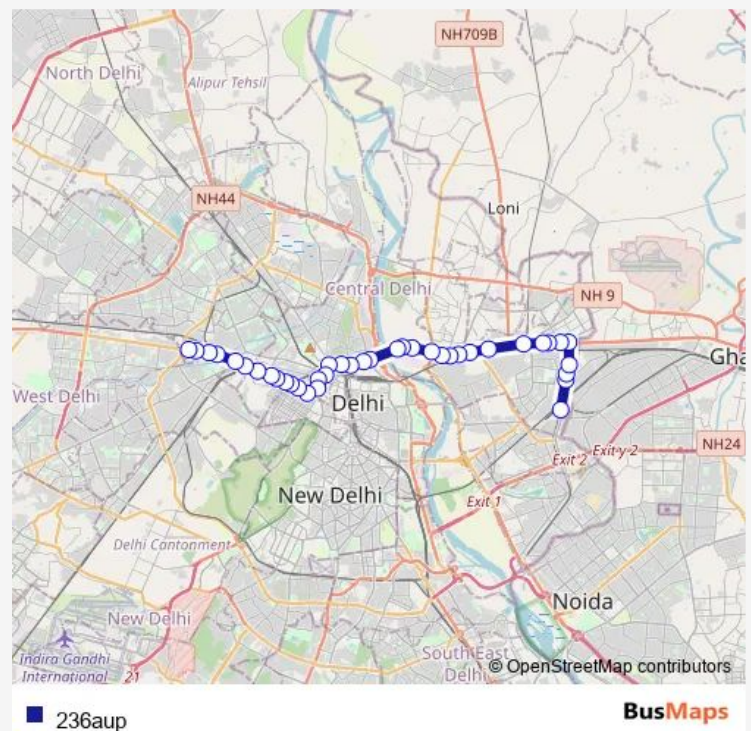 NH709B
North Delhi
Alipur Tehsil
NH44
Loni
Central Delhi
NH 9
Gha
West Delhi
Delhi
NH24
Exit 2
Exit y 2
New Delhi
Exit 1
Delhi Cantonment
Noida
New Delhi
South East
Delhi
Indira Gandhi
International
21
© OpenStreetMap contributors
236aup
BusMaps